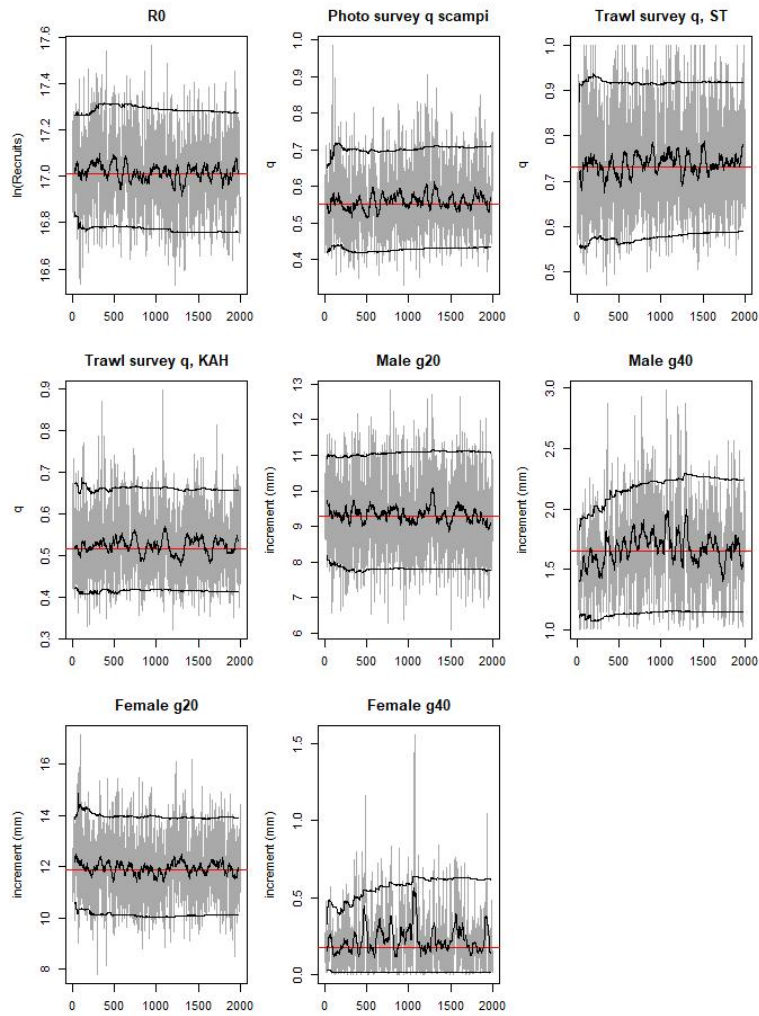 R0
17.6
17.4
17.2
17.0
16.8
16.6
ln(Recruits)
0 500 1000 1500 2000
Photo survey q scampi
1.0
0.9
0.8
0.7
0.6
0.5
0.4
q
0 500 1000 1500 2000
Trawl survey q, ST
1.0
0.9
0.8
0.7
0.6
0.5
q
0 500 1000 1500 2000
Trawl survey q, KAH
0.9
0.8
0.7
0.6
0.5
0.4
0.3
q
0 500 1000 1500 2000
Male g20
13
12
11
10
9
8
7
6
increment (mm)
0 500 1000 1500 2000
Male g40
3.0
2.5
2.0
1.5
1.0
increment (mm)
0 500 1000 1500 2000
Female g20
16
14
12
10
8
increment (mm)
0 500 1000 1500 2000
Female g40
1.5
1.0
0.5
0.0
increment (mm)
0 500 1000 1500 2000